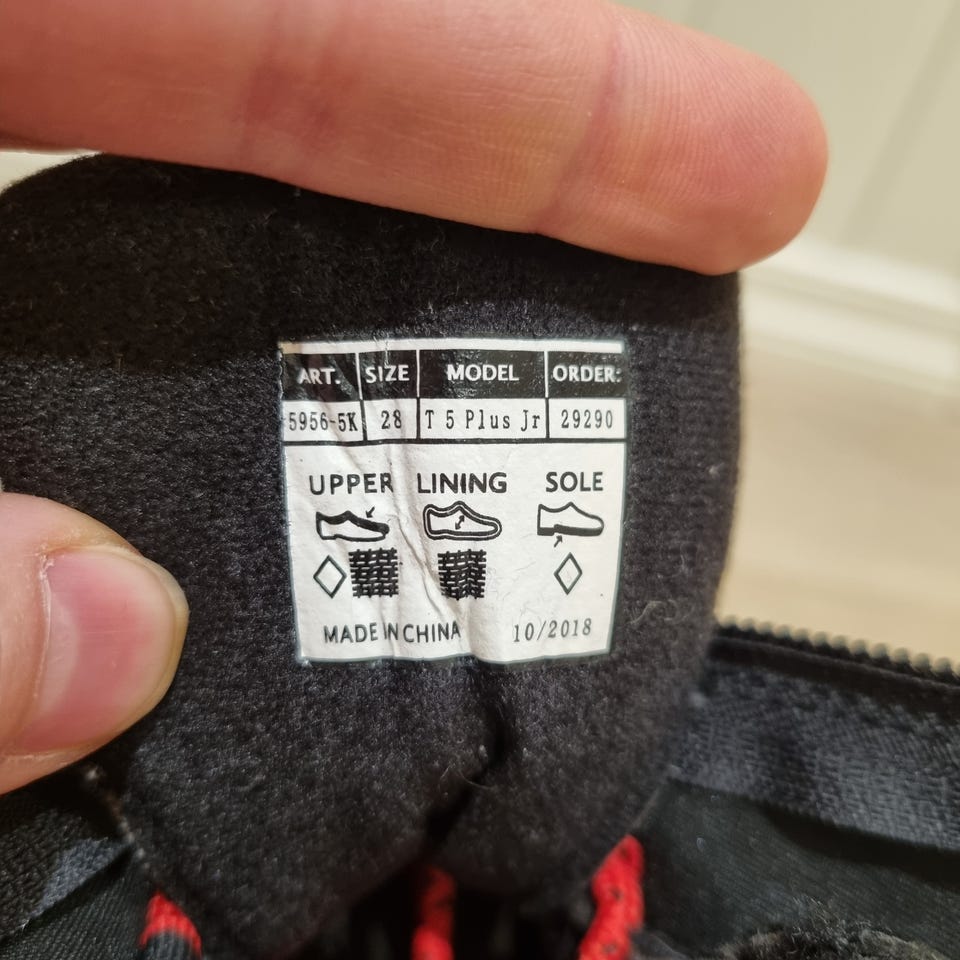 ART. SIZE MODEL ORDER:
5956-5K 28 T 5 Plus Jr 29290
UPPER LINING SOLE
MADE IN CHINA 10/2018